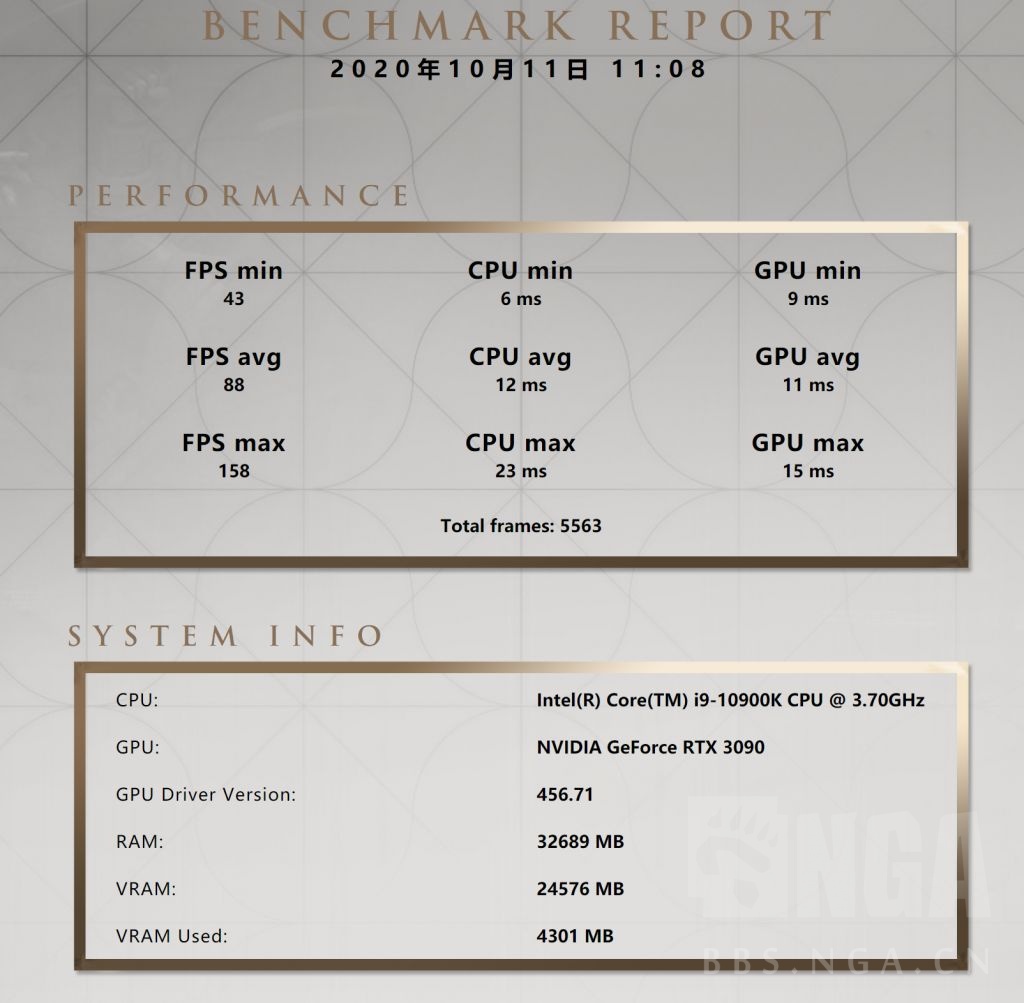 BENCHMARK REPORT
2020年10月11日 11:08
PERFORMANCE
FPS min CPU min GPU min
43 6 ms 9 ms
FPS avg CPU avg GPU avg
88 12 ms 11 ms
FPS max CPU max GPU max
158 23 ms 15 ms
Total frames: 5563
SYSTEM INFO
CPU: Intel(R) Core(TM) i9-10900K CPU @ 3.70GHz
GPU: NVIDIA GeForce RTX 3090
GPU Driver Version: 456.71
RAM: 32689 MB
VRAM: 24576 MB
VRAM Used: 4301 MB
NGA
BBS.NGA.CN